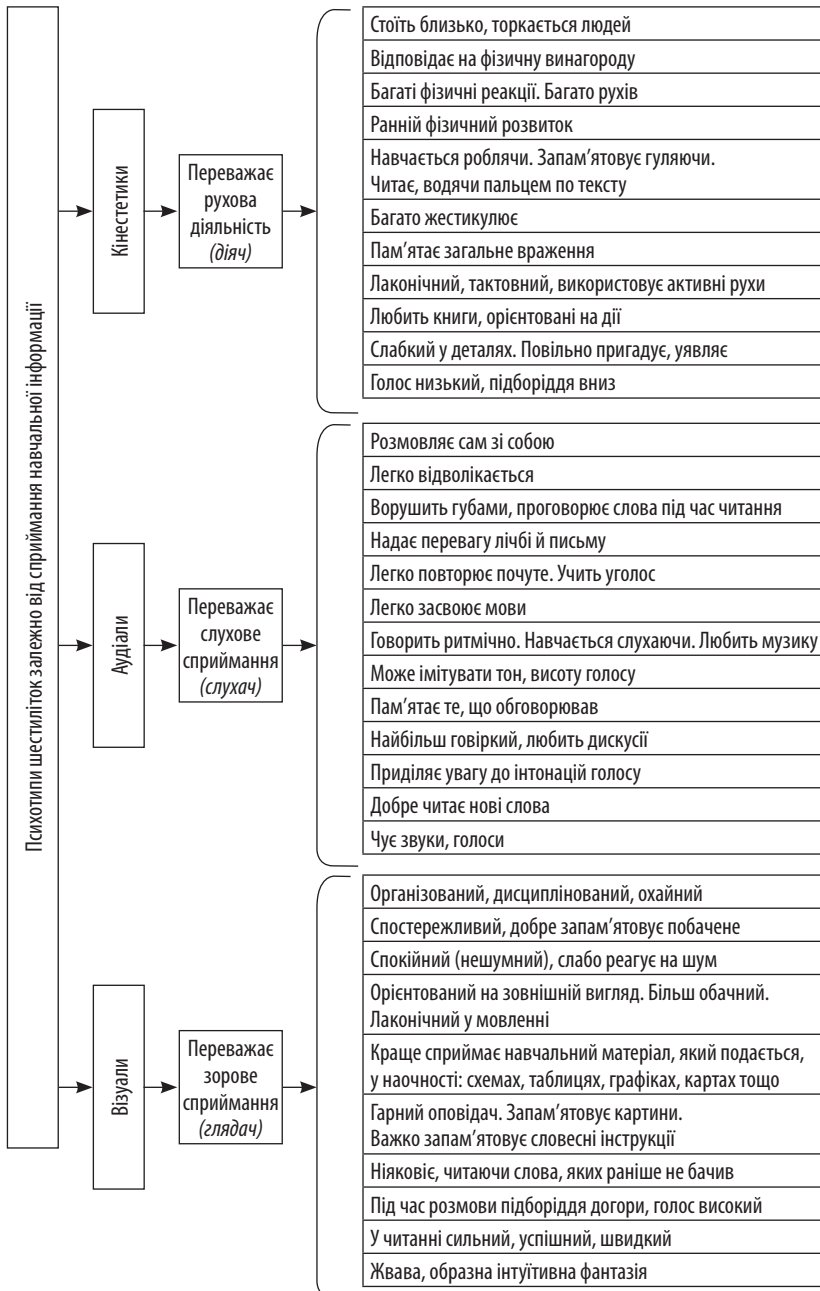 Психотипи шестиліток залежно від сприймання навчальної інформації
Кінестетики
Переважає
рухова
діяльність
(діяч)
Стоїть близько, торкається людей
Відповідає на фізичну винагороду
Багаті фізичні реакції. Багато рухів
Ранній фізичний розвиток
Навчається роблячи. Запам’ятовує гуляючи.
Читає, водячи пальцем по тексту
Багато жестикулює
Пам’ятає загальне враження
Лаконічний, тактовний, використовує активні рухи
Любить книги, орієнтовані на дії
Слабкий у деталях. Повільно пригадує, уявляє
Голос низький, підборіддя вниз
Аудіали
Переважає
слухове
сприймання
(слухач)
Розмовляє сам зі собою
Легко відволікається
Ворушить губами, проговорює слова під час читання
Надає перевагу лічбі й письму
Легко повторює почуте. Учить уголос
Легко засвоює мови
Говорить ритмічно. Навчається слухаючи. Любить музику
Може імітувати тон, висоту голосу
Пам’ятає те, що обговорював
Найбільш говіркий, любить дискусії
Приділяє увагу до інтонацій голосу
Добре читає нові слова
Чує звуки, голоси
Візуали
Переважає
зорове
сприймання
(глядач)
Організований, дисциплінований, охайний
Спостережливий, добре запам’ятовує побачене
Спокійний (нешумний), слабо реагує на шум
Орієнтований на зовнішній вигляд. Більш обачний.
Лаконічний у мовленні
Краще сприймає навчальний матеріал, який подається,
у наочності: схемах, таблицях, графіках, картах тощо
Гарний оповідач. Запам’ятовує картини.
Важко запам’ятовує словесні інструкції
Ніяковіє, читаючи слова, яких раніше не бачив
Під час розмови підборіддя догори, голос високий
У читанні сильний, успішний, швидкий
Жвава, образна інтуїтивна фантазія